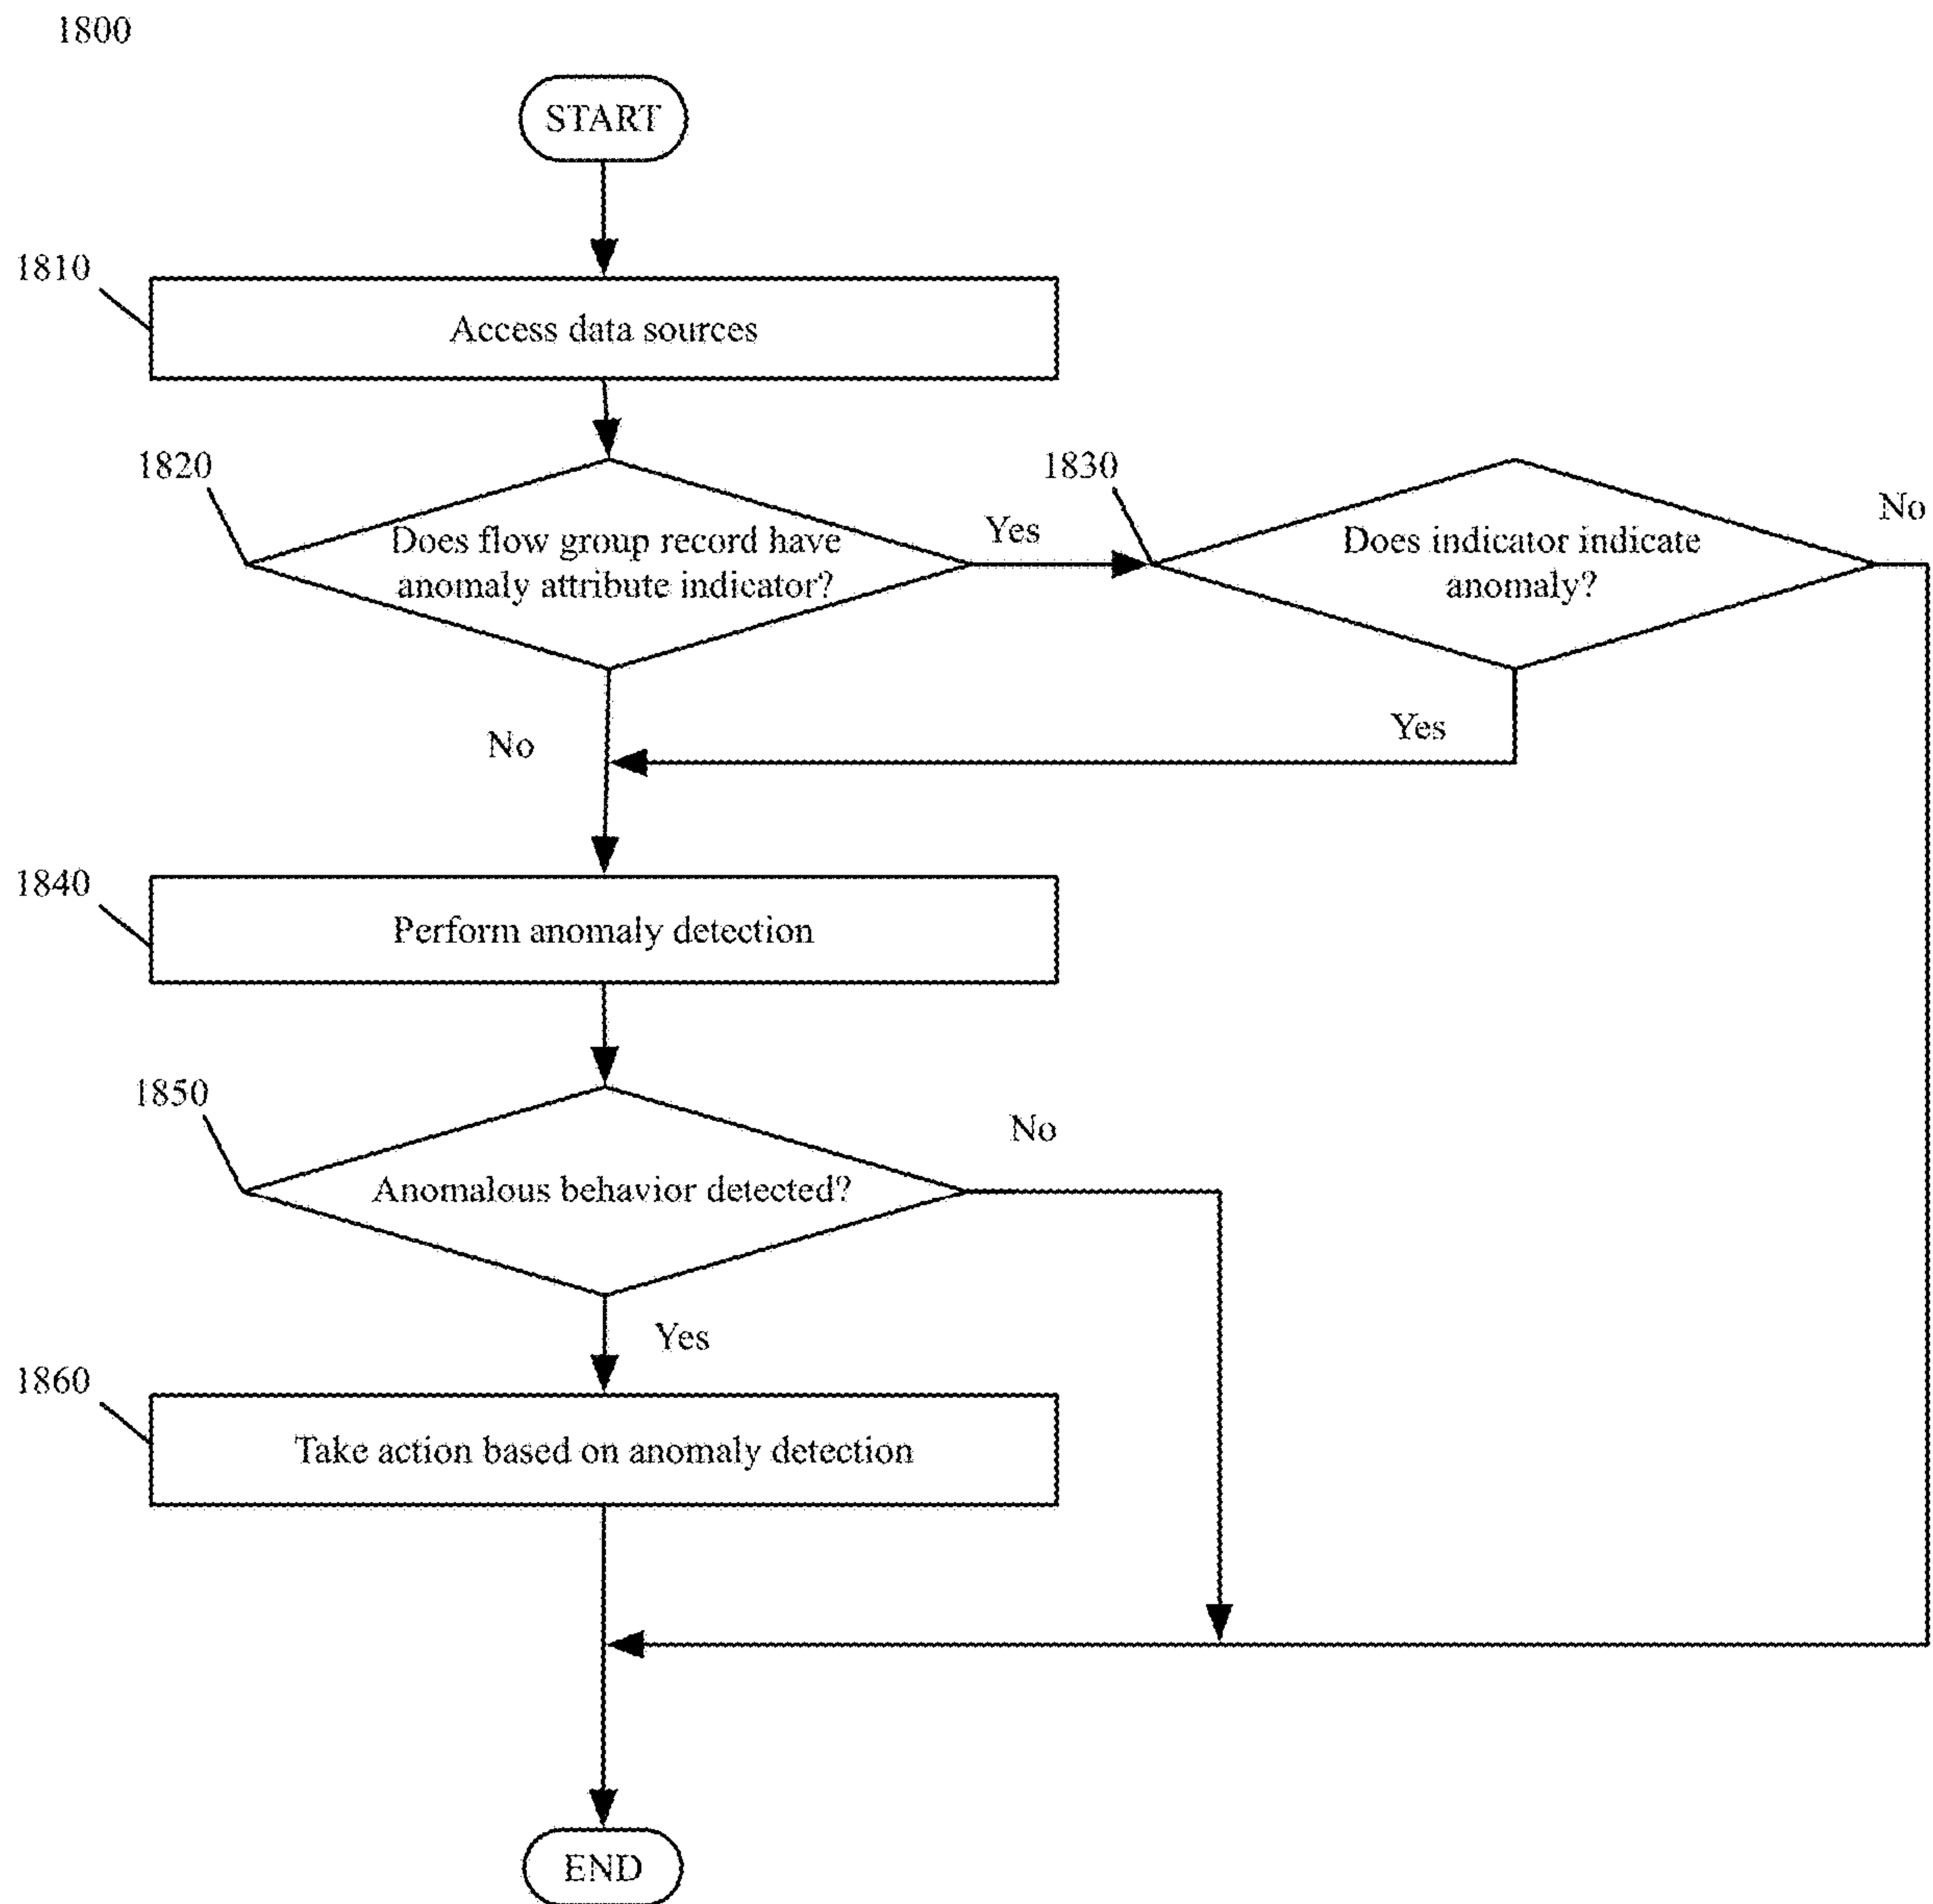 1800
START
1810
Access data sources
1820
Does flow group record have
anomaly attribute indicator?
Yes
1830
Does indicator indicate
anomaly?
No
No
Yes
1840
Perform anomaly detection
1850
Anomalous behavior detected?
No
Yes
1860
Take action based on anomaly detection
END